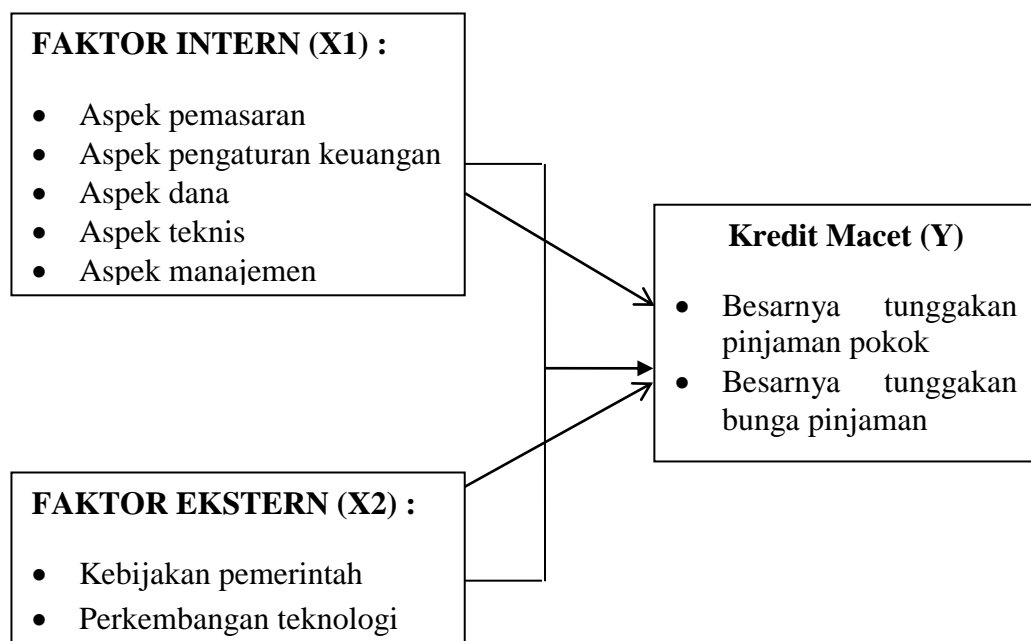 FAKTOR INTERN (X1) :
• Aspek pemasaran
• Aspek pengaturan keuangan
• Aspek dana
• Aspek teknis
• Aspek manajemen
Kredit Macet (Y)
• Besarnya tunggakan
pinjaman pokok
• Besarnya tunggakan
bunga pinjaman
FAKTOR EKSTERN (X2) :
• Kebijakan pemerintah
• Perkembangan teknologi